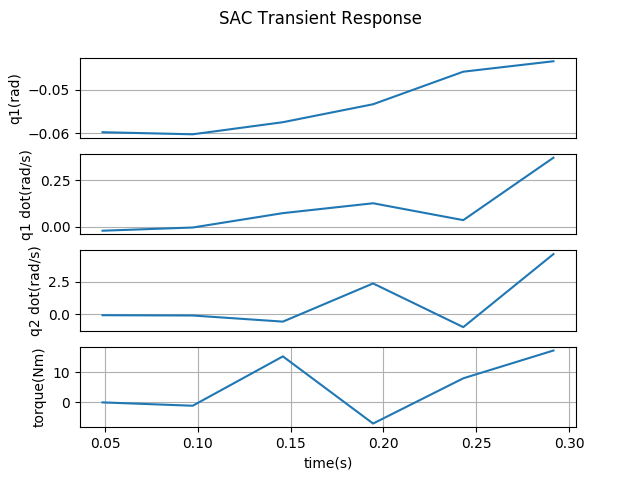 SAC Transient Response
q1(rad)
−0.05
−0.06
q1 dot(rad/s)
0.25
0.00
q2 dot(rad/s)
2.5
0.0
torque(Nm)
10
0
0.05 0.10 0.15 0.20 0.25 0.30
time(s)